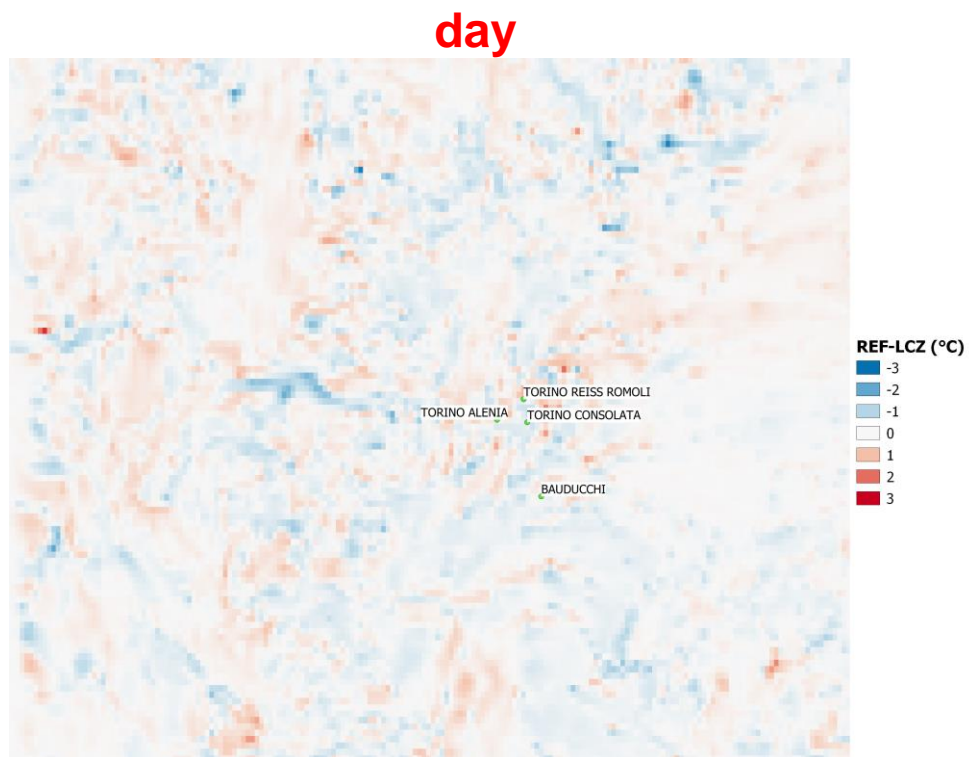 day
REF-LCZ (°C)
-3
-2
-1
0
1
2
3
TORINO REISS ROMOLI
TORINO ALENIA
TORINO CONSOLATA
BAUDUCCHI